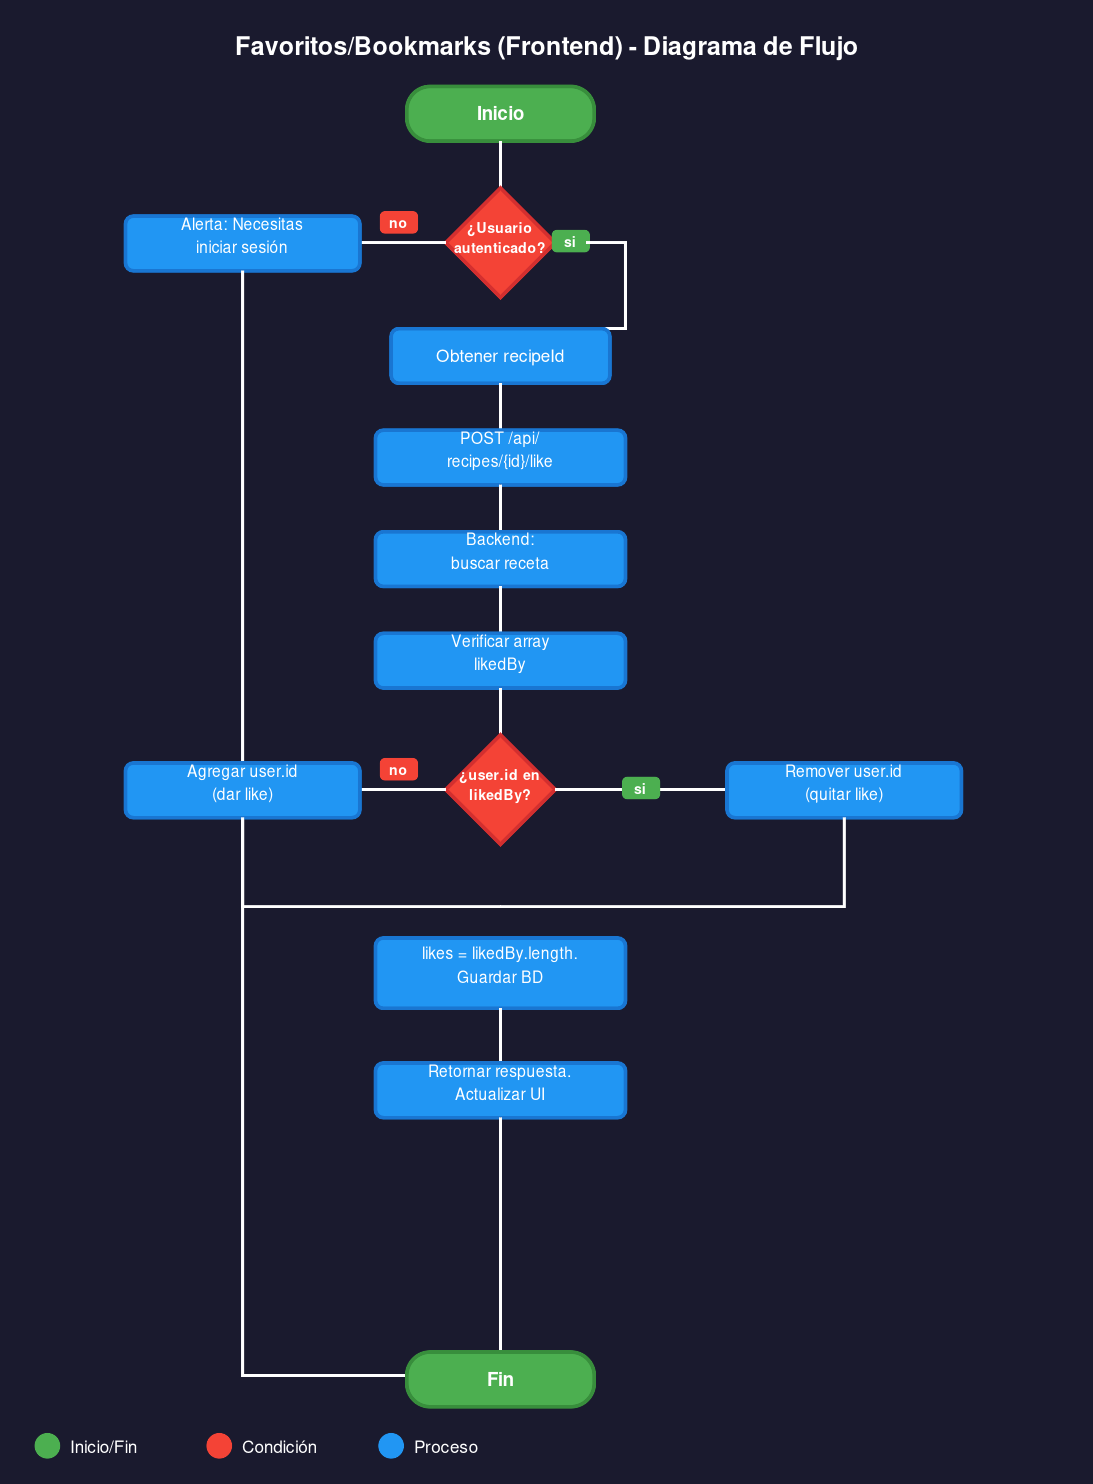 Favoritos/Bookmarks (Frontend) - Diagrama de Flujo
Inicio
¿Usuario
autenticado?
no
si
Alerta: Necesitas
iniciar sesión
Obtener recipeId
POST /api/
recipes/{id}/like
Backend:
buscar receta
Verificar array
likedBy
¿user.id en
likedBy?
no
si
Agregar user.id
(dar like)
Remover user.id
(quitar like)
likes = likedBy.length.
Guardar BD
Retornar respuesta.
Actualizar UI
Fin
Inicio/Fin
Condición
Proceso